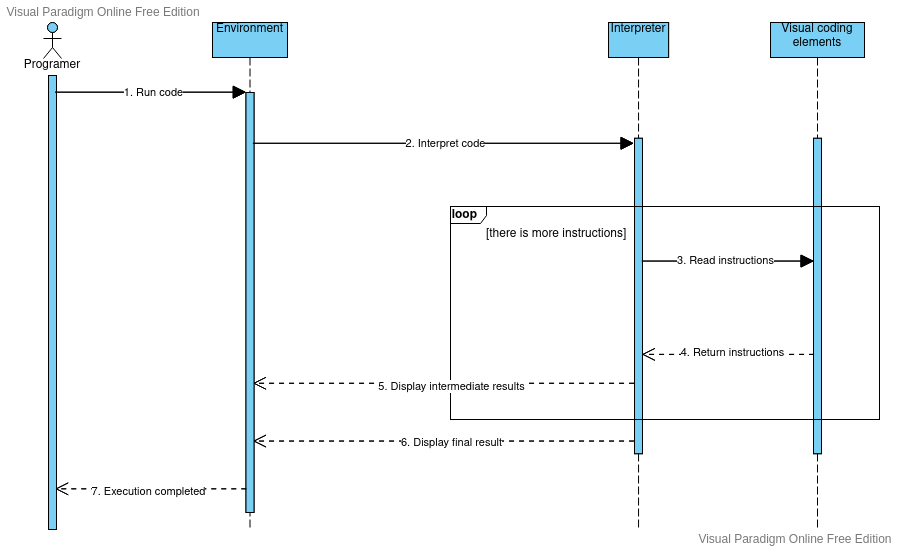 Visual Paradigm Online Free Edition
Programer
Environment
Interpreter
Visual coding
elements
1. Run code
2. Interpret code
loop
[there is more instructions]
3. Read instructions
4. Return instructions
5. Display intermediate results
6. Display final result
7. Execution completed
Visual Paradigm Online Free Edition